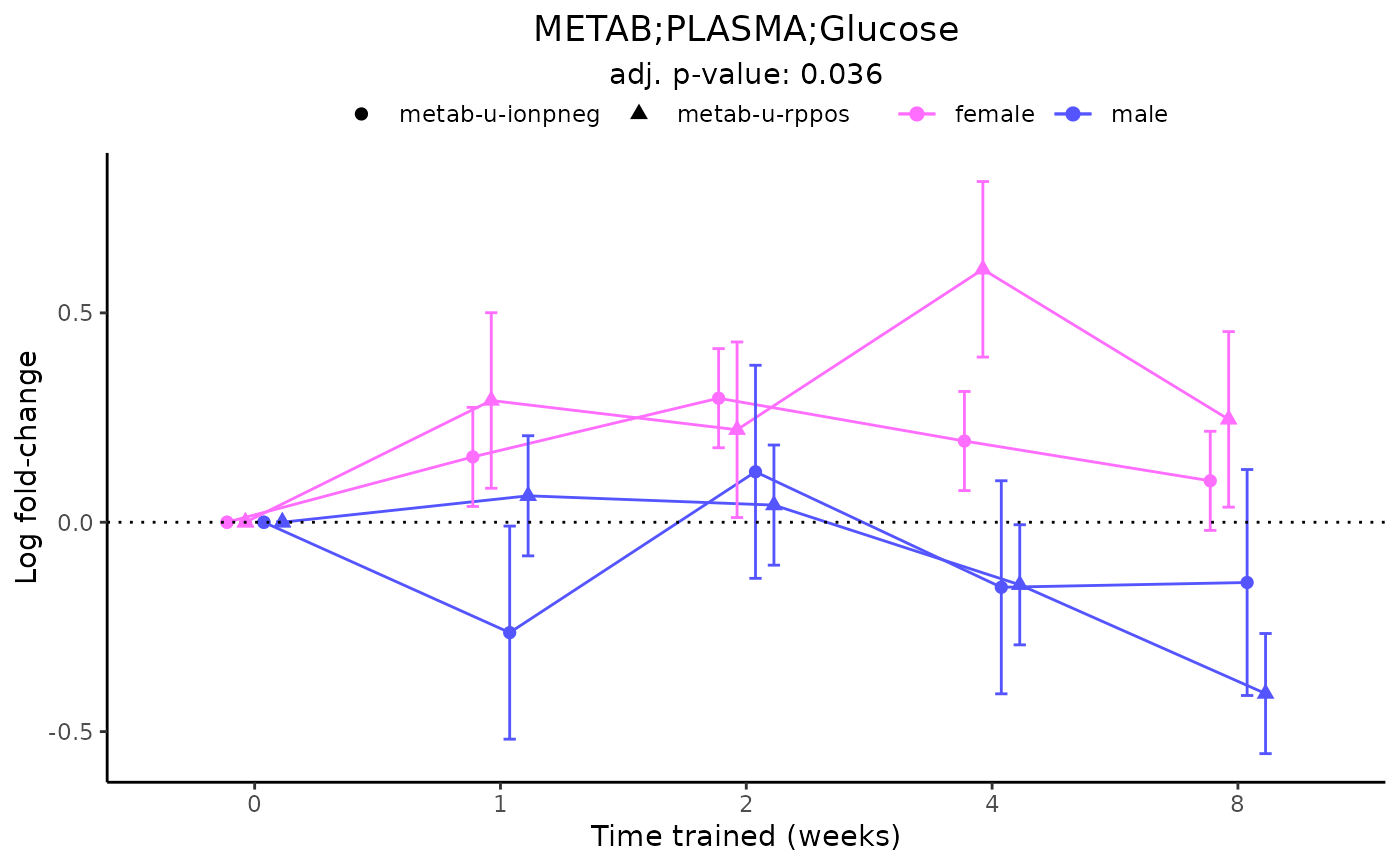 METAB;PLASMA;Glucose
adj. p-value: 0.036
metab-u-ionpneg metab-u-rppos female male
Log fold-change
0.5
0.0
-0.5
0 1 2 4 8
Time trained (weeks)